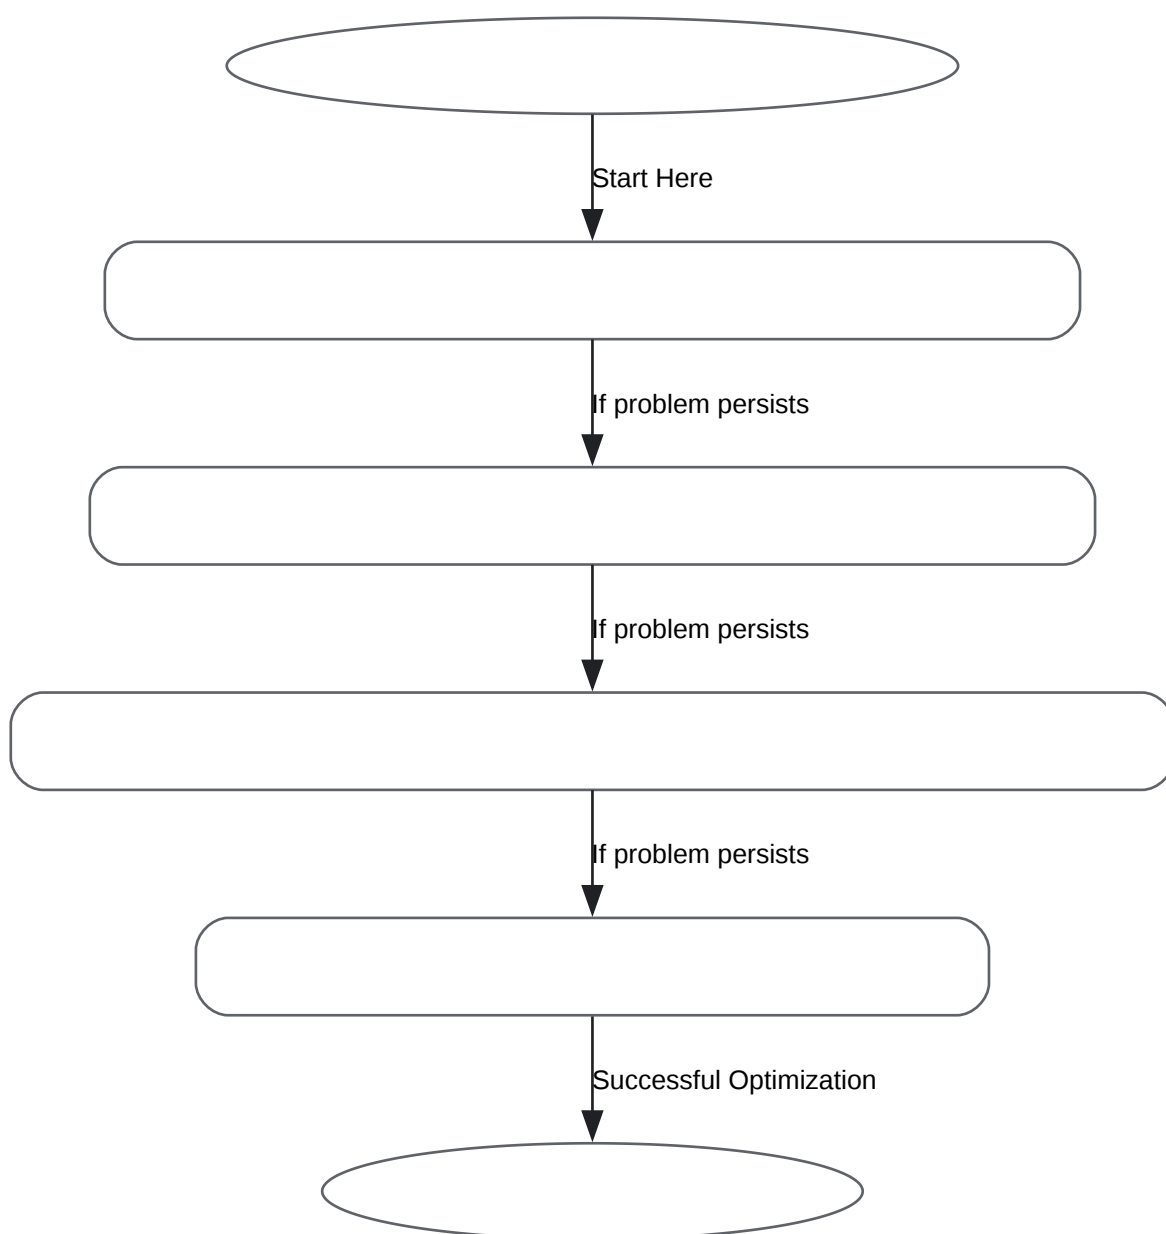 Start Here
If problem persists
If problem persists
If problem persists
Successful Optimization